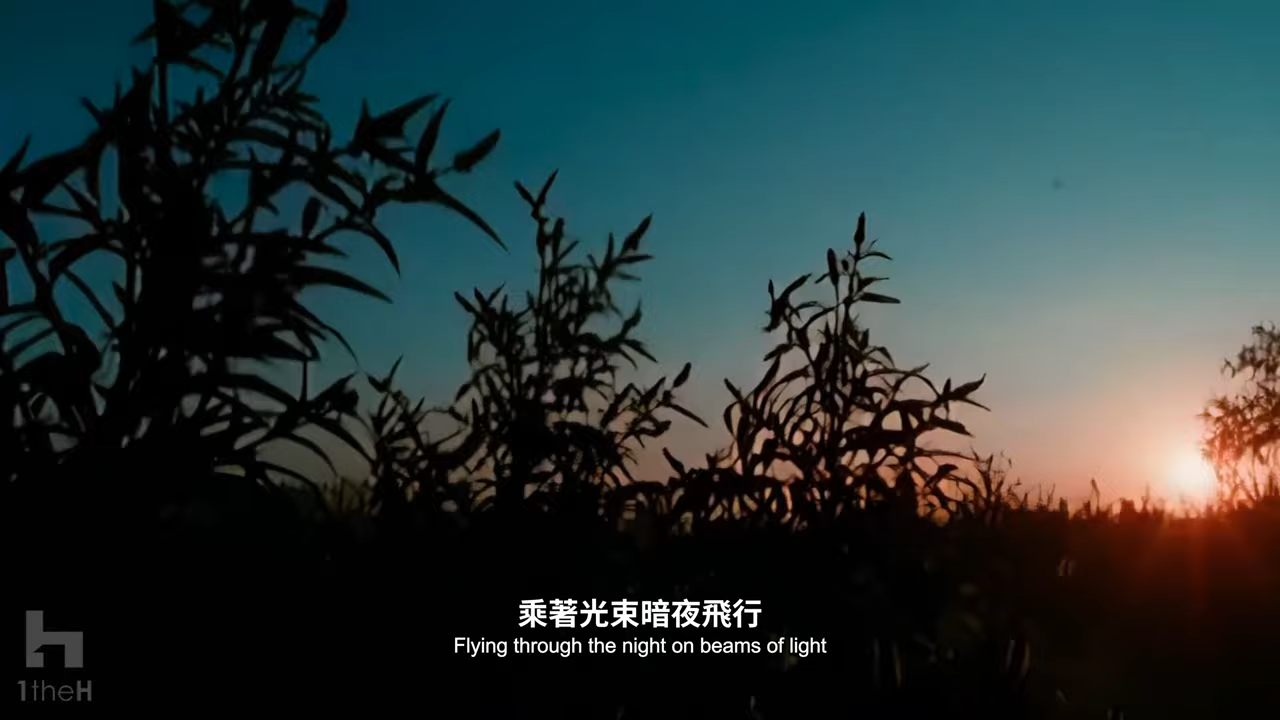 乘著光束暗夜飛行
Flying through the night on beams of light
1theH